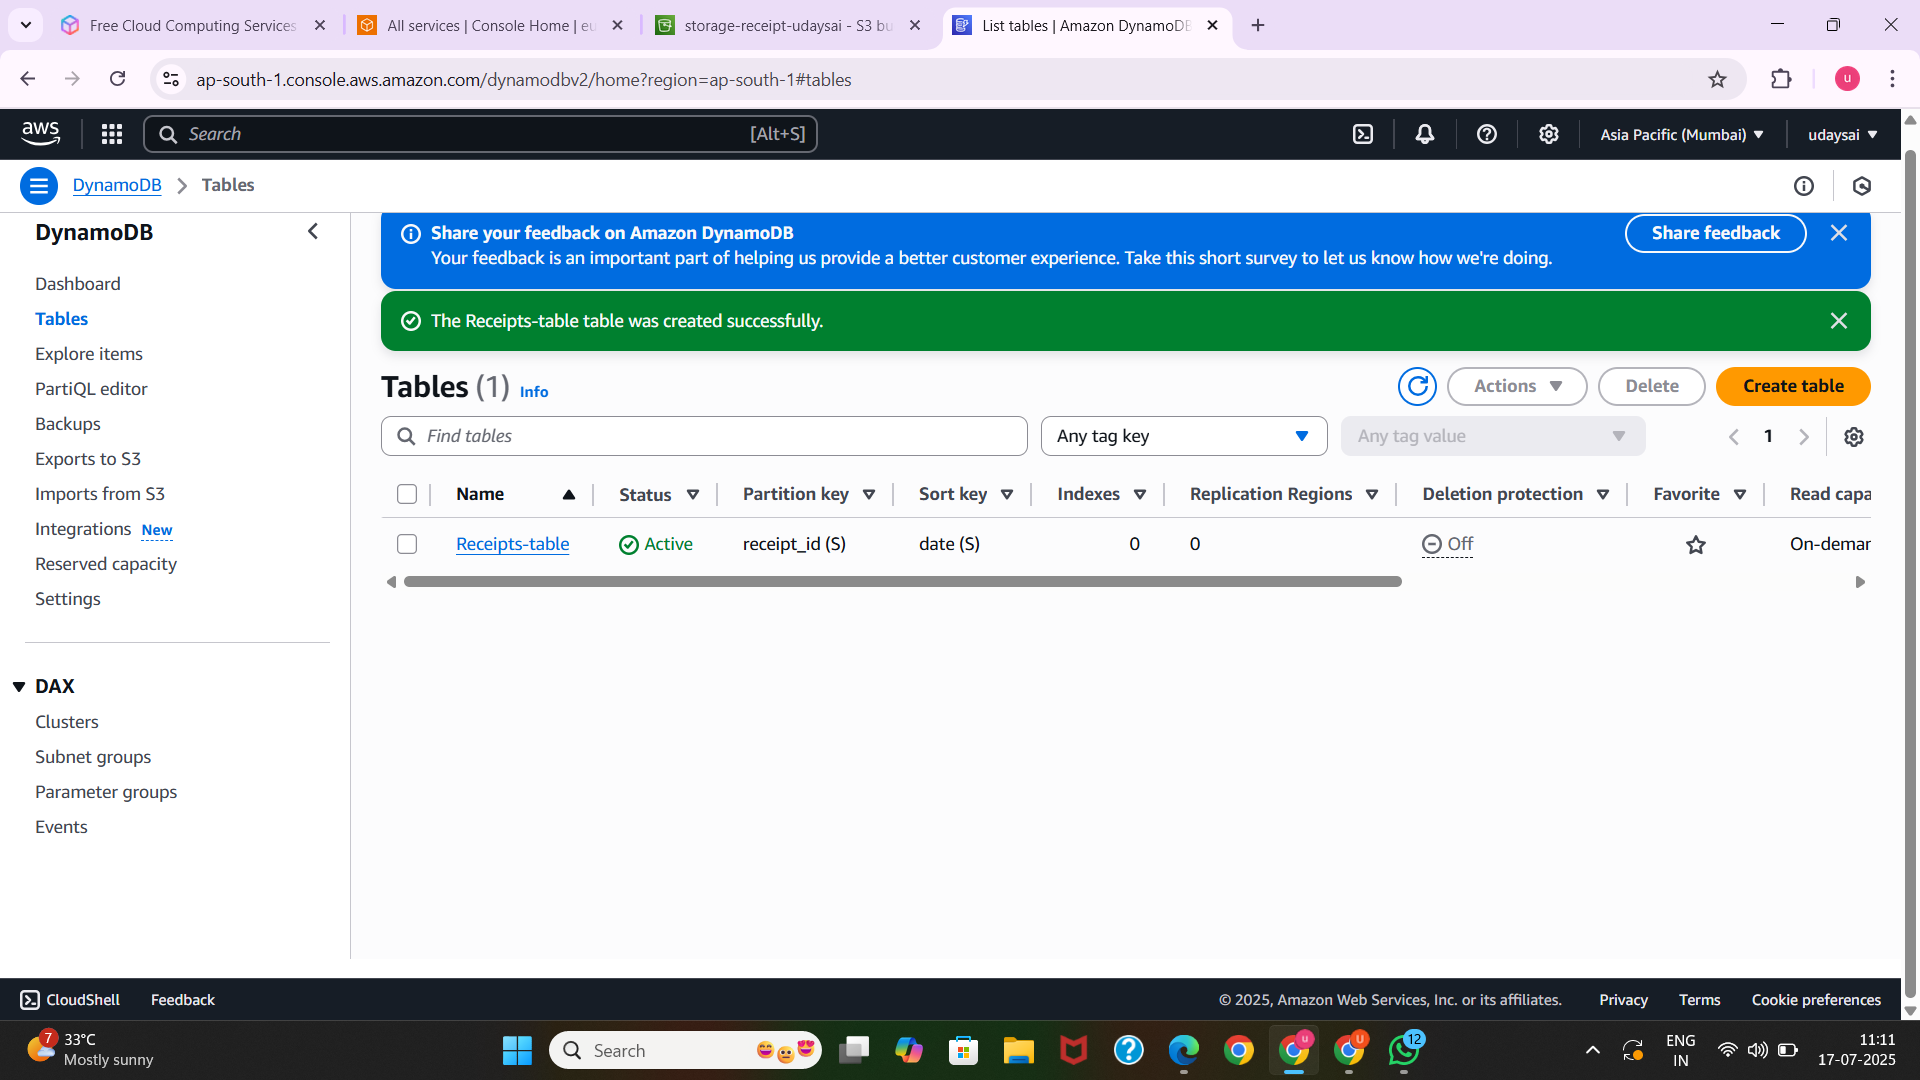 Free Cloud Computing Services
All services | Console Home | eu
storage-receipt-udaysai - S3 bu
List tables | Amazon DynamoDB
ap-south-1.console.aws.amazon.com/dynamodbv2/home?region=ap-south-1#tables
u
aws
Search
[Alt+S]
Asia Pacific (Mumbai)
udaysai
DynamoDB
Tables
DynamoDB
Dashboard
Tables
Explore items
PartiQL editor
Backups
Exports to S3
Imports from S3
Integrations New
Reserved capacity
Settings
DAX
Clusters
Subnet groups
Parameter groups
Events
Share your feedback on Amazon DynamoDB
Your feedback is an important part of helping us provide a better customer experience. Take this short survey to let us know how we're doing.
Share feedback
The Receipts-table table was created successfully.
Tables (1) Info
Actions
Delete
Create table
Find tables
Any tag key
Any tag value
1
Name Status Partition key Sort key Indexes Replication Regions Deletion protection Favorite Read capa
Receipts-table Active receipt_id (S) date (S) 0 0 Off On-deman
CloudShell Feedback
© 2025, Amazon Web Services, Inc. or its affiliates. Privacy Terms Cookie preferences
7
33°C
Mostly sunny
Search
u
U
12
ENG
IN
11:11
17-07-2025